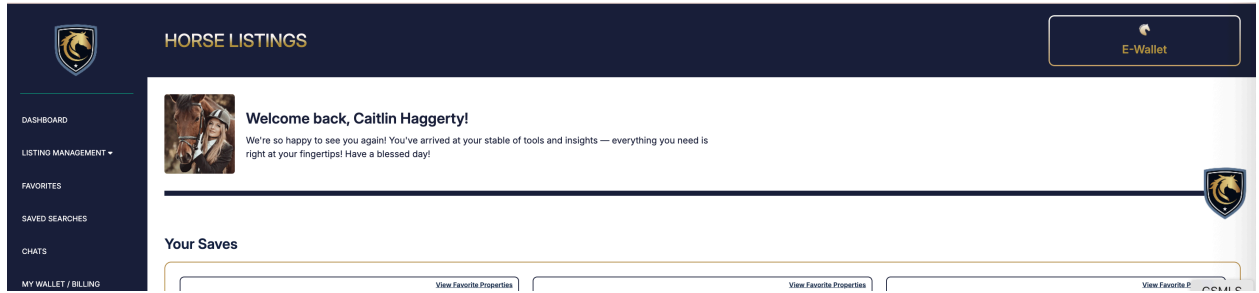 HORSE LISTINGS
E-Wallet
DASHBOARD
LISTING MANAGEMENT
FAVORITES
SAVED SEARCHES
CHATS
MY WALLET / BILLING
Welcome back, Caitlin Haggerty!
We're so happy to see you again! You've arrived at your stable of tools and insights — everything you need is
right at your fingertips! Have a blessed day!
Your Saves
View Favorite Properties
View Favorite Properties
View Favorite P